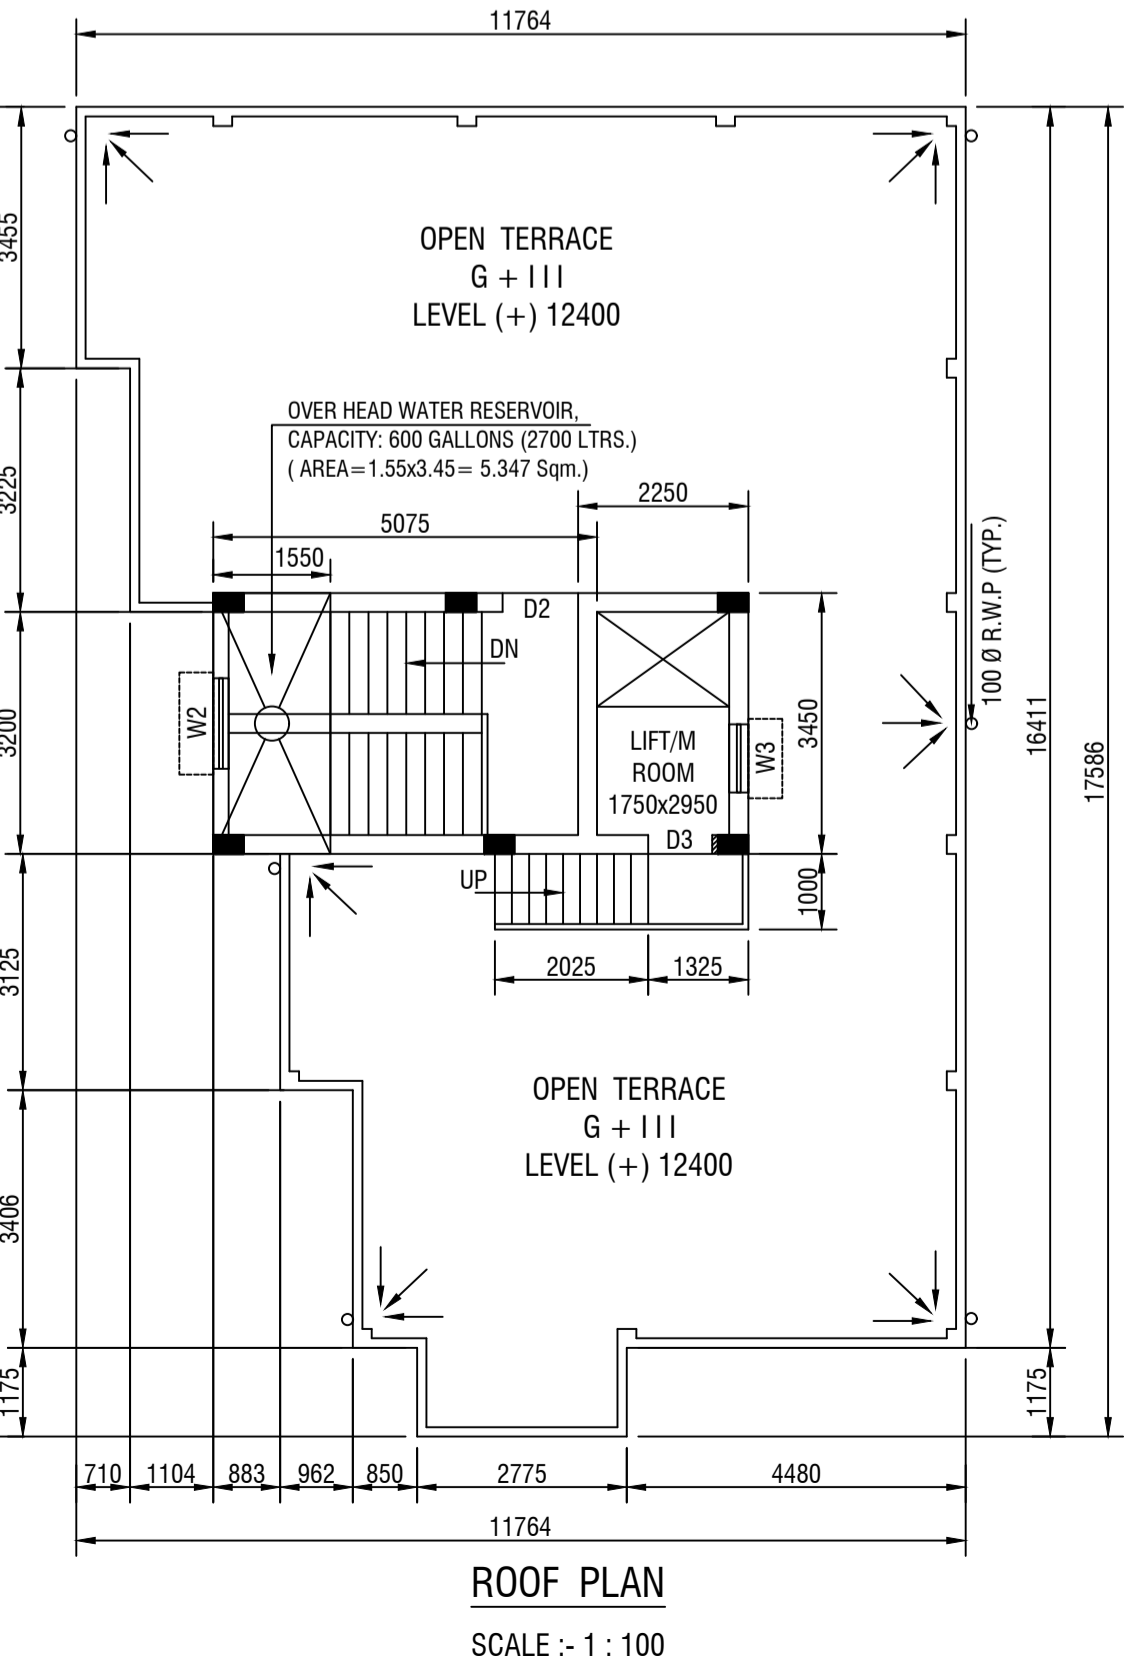 11764
3455
OPEN TERRACE
G + III
LEVEL (+) 12400
OVER HEAD WATER RESERVOIR,
CAPACITY: 600 GALLONS (2700 LTRS.)
( AREA=1.55x3.45= 5.347 Sqm.)
3225
2250
5075
1550
100 Ø R.W.P (TYP.)
D2
DN
W2
3200
LIFT/M
ROOM
1750x2950
W3
3450
16411
17586
D3
UP
1000
3125
2025
1325
OPEN TERRACE
G + III
LEVEL (+) 12400
3406
1175
1175
710
1104
883
962
850
2775
4480
11764
ROOF PLAN
SCALE :- 1 : 100